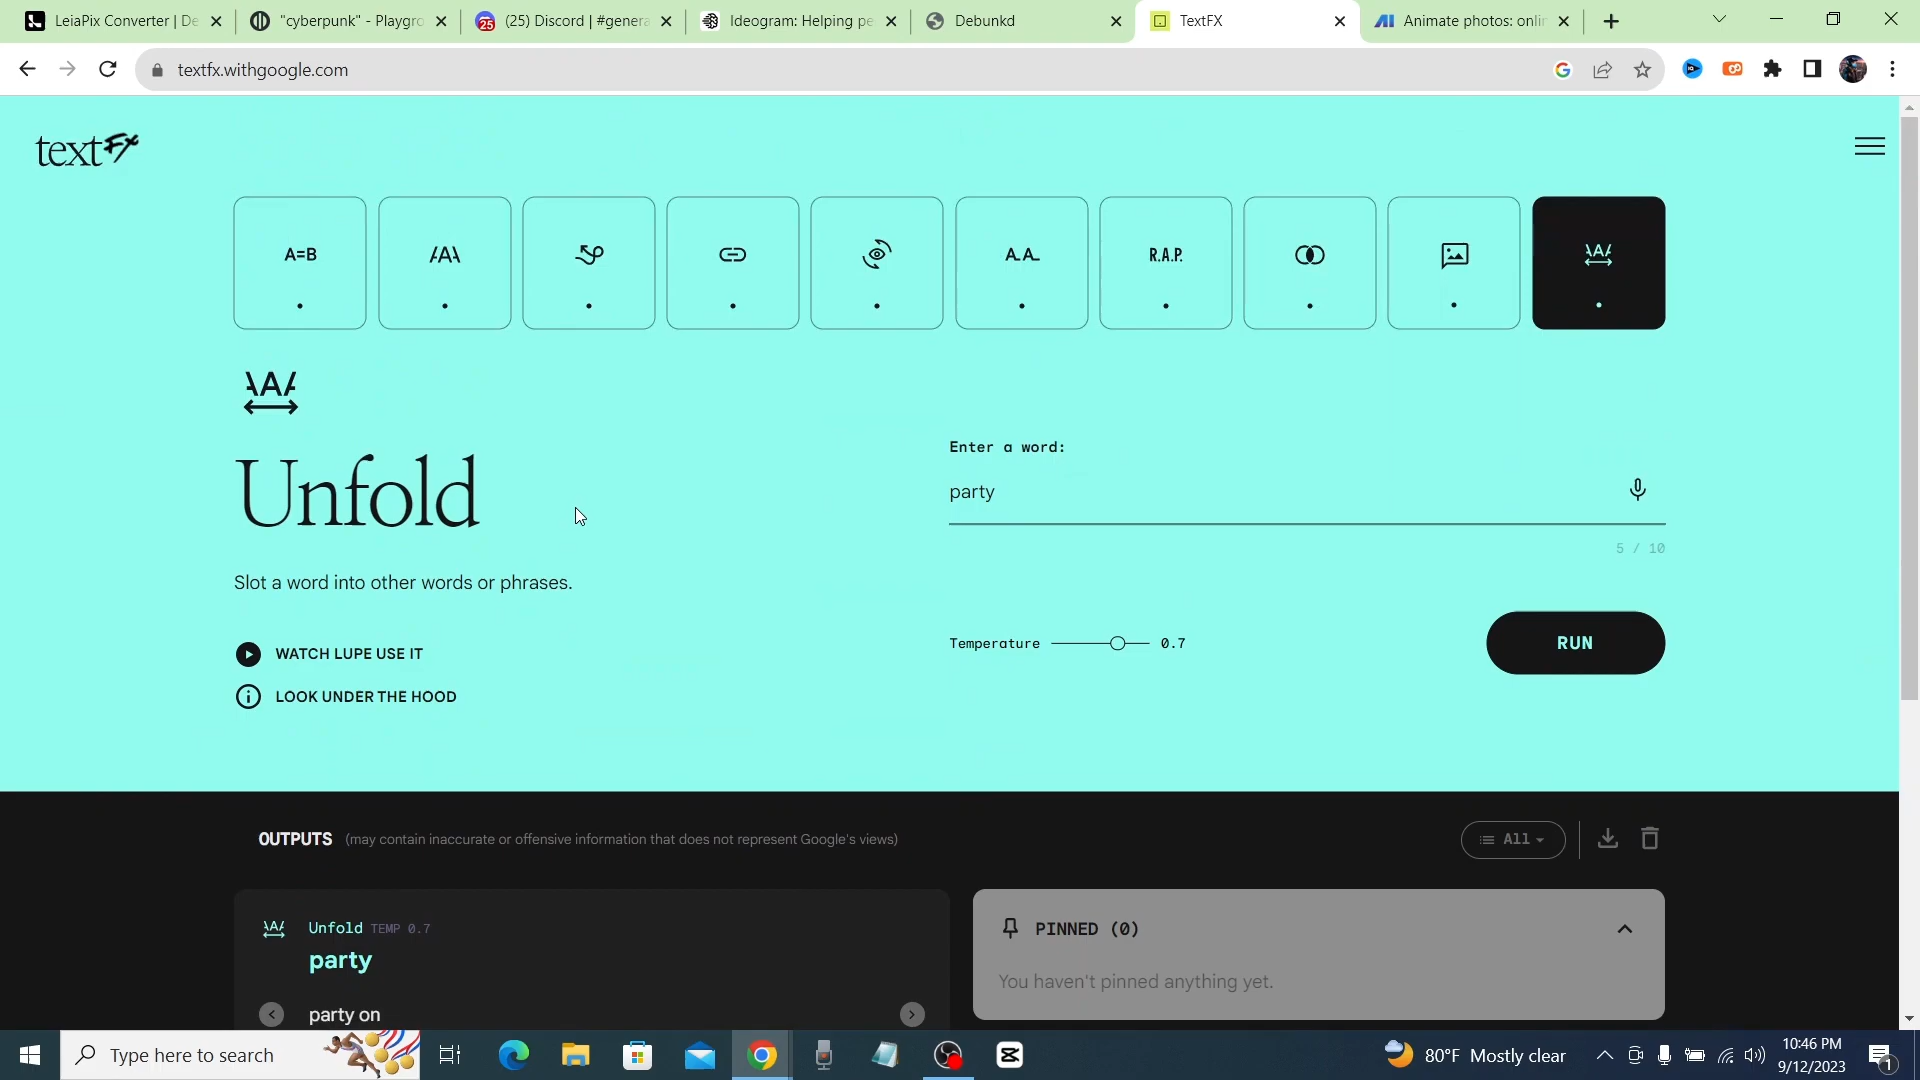 LeiaPix Converter | De
"cyberpunk" - Playgro
(25) Discord | #genera
Ideogram: Helping pe
Debunkd
TextFX
Animate photos: onlin
textfx.withgoogle.com
textFX
A=B
/A\
A.A.
R.A.P.
\A/
\A/
Unfold
Slot a word into other words or phrases.
WATCH LUPE USE IT
LOOK UNDER THE HOOD
Enter a word:
party
5 / 10
Temperature
0.7
RUN
OUTPUTS (may contain inaccurate or offensive information that does not represent Google's views)
All
Unfold TEMP 0.7
party
party on
PINNED (0)
You haven't pinned anything yet.
Type here to search
80°F Mostly clear
10:46 PM
9/12/2023
1